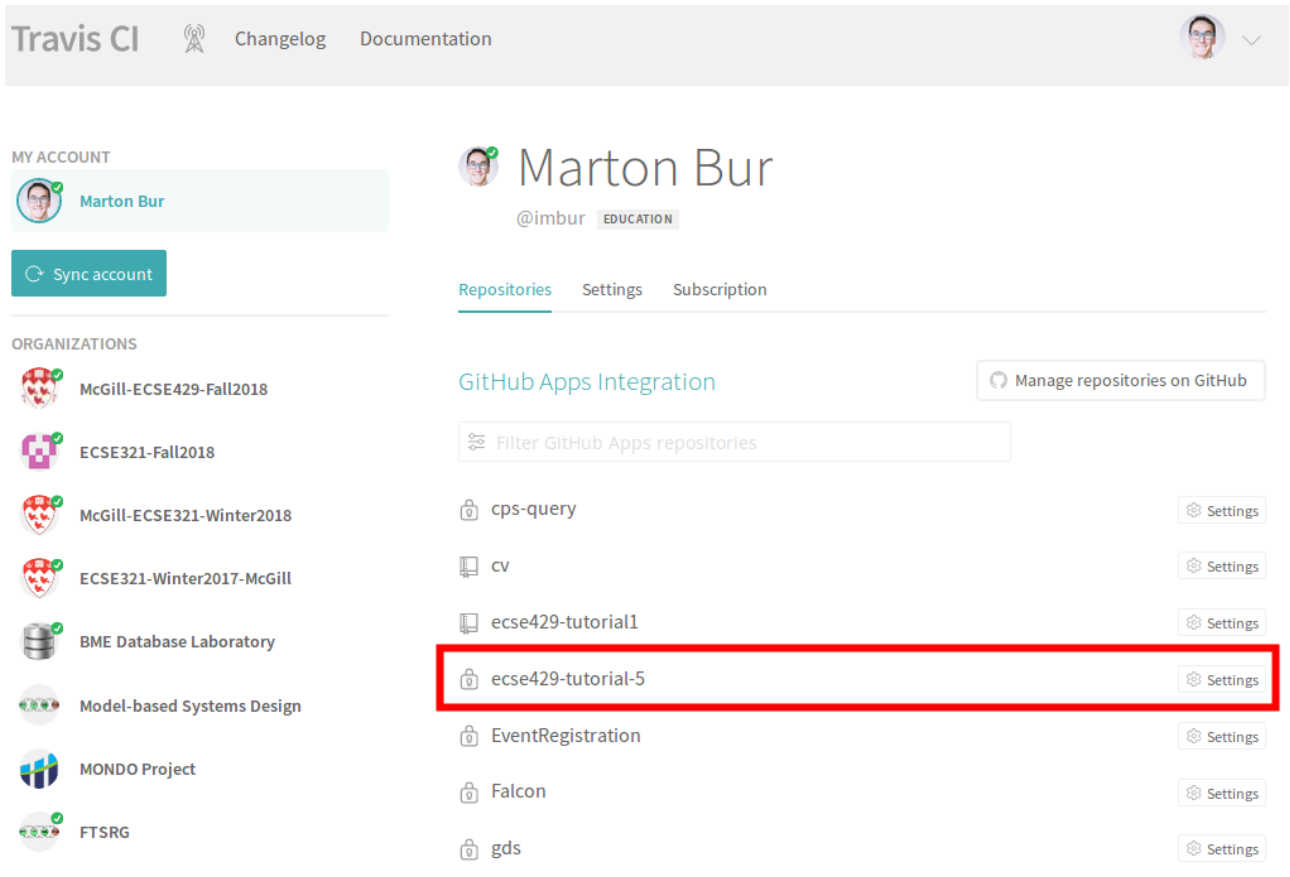 Travis CI Changelog Documentation
MY ACCOUNT
Marton Bur
Sync account
ORGANIZATIONS
McGill-ECSE429-Fall2018
ECSE321-Fall2018
McGill-ECSE321-Winter2018
ECSE321-Winter2017-McGill
BME Database Laboratory
Model-based Systems Design
MONDO Project
FTSRG
Marton Bur
@imbur EDUCATION
Repositories Settings Subscription
GitHub Apps Integration Manage repositories on GitHub
Filter GitHub Apps repositories
cps-query Settings
cv Settings
ecse429-tutorial1 Settings
ecse429-tutorial-5 Settings
EventRegistration Settings
Falcon Settings
gds Settings